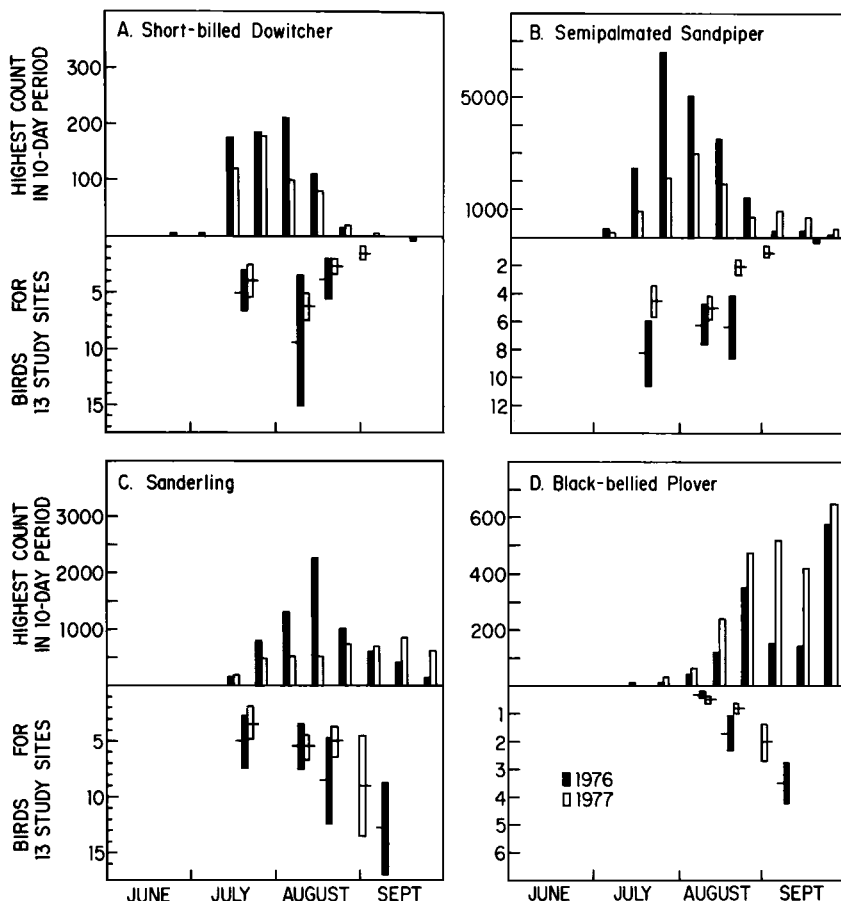 A. Short-billed Dowitcher
HIGHEST COUNT
IN 10-DAY PERIOD
300
200
100
BIRDS FOR
13 STUDY SITES
5
10
15
B. Semipalmated Sandpiper
5000
1000
2
4
6
8
10
12
C. Sanderling
HIGHEST COUNT
IN 10-DAY PERIOD
3000
2000
1000
BIRDS FOR
13 STUDY SITES
5
10
15
JUNE JULY AUGUST SEPT
D. Black-bellied Plover
600
400
200
1
2
3
4
5
6
1976
1977
JUNE JULY AUGUST SEPT